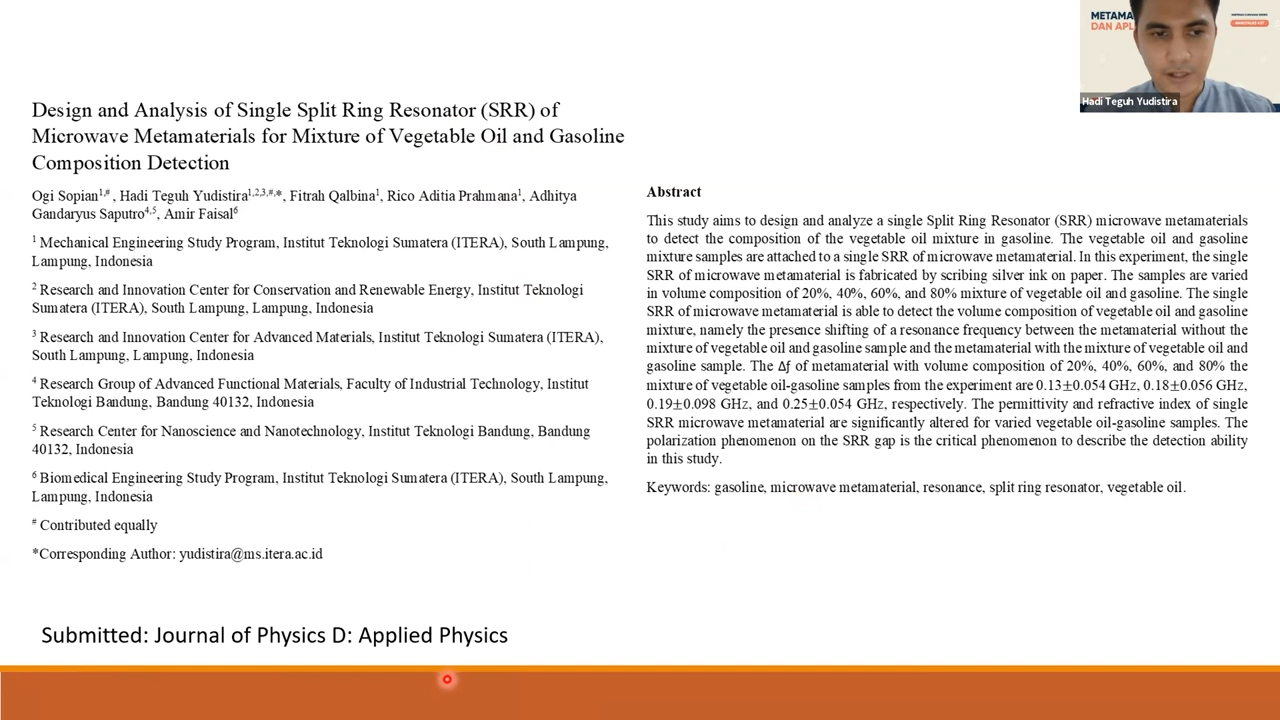 Design and Analysis of Single Split Ring Resonator (SRR) of
Microwave Metamaterials for Mixture of Vegetable Oil and Gasoline
Composition Detection
Ogi Sopian1,#, Hadi Teguh Yudistira1,2,3,#,*, Fitrah Qalbina1, Rico Aditia Prahmana1, Adhitya
Gandaryus Saputro4,5, Amir Faisal6
1 Mechanical Engineering Study Program, Institut Teknologi Sumatera (ITERA), South Lampung,
Lampung, Indonesia
2 Research and Innovation Center for Conservation and Renewable Energy, Institut Teknologi
Sumatera (ITERA), South Lampung, Lampung, Indonesia
3 Research and Innovation Center for Advanced Materials, Institut Teknologi Sumatera (ITERA),
South Lampung, Lampung, Indonesia
4 Research Group of Advanced Functional Materials, Faculty of Industrial Technology, Institut
Teknologi Bandung, Bandung 40132, Indonesia
5 Research Center for Nanoscience and Nanotechnology, Institut Teknologi Bandung, Bandung
40132, Indonesia
6 Biomedical Engineering Study Program, Institut Teknologi Sumatera (ITERA), South Lampung,
Lampung, Indonesia
# Contributed equally
*Corresponding Author: yudistira@ms.itera.ac.id
Abstract
This study aims to design and analyze a single Split Ring Resonator (SRR) microwave metamaterials
to detect the composition of the vegetable oil mixture in gasoline. The vegetable oil and gasoline
mixture samples are attached to a single SRR of microwave metamaterial. In this experiment, the single
SRR of microwave metamaterial is fabricated by scribing silver ink on paper. The samples are varied
in volume composition of 20%, 40%, 60%, and 80% mixture of vegetable oil and gasoline. The single
SRR of microwave metamaterial is able to detect the volume composition of vegetable oil and gasoline
mixture, namely the presence shifting of a resonance frequency between the metamaterial without the
mixture of vegetable oil and gasoline sample and the metamaterial with the mixture of vegetable oil and
gasoline sample. The Δƒ of metamaterial with volume composition of 20%, 40%, 60%, and 80% the
mixture of vegetable oil-gasoline samples from the experiment are 0.13±0.054 GHz, 0.18±0.056 GHz,
0.19±0.098 GHz, and 0.25±0.054 GHz, respectively. The permittivity and refractive index of single
SRR microwave metamaterial are significantly altered for varied vegetable oil-gasoline samples. The
polarization phenomenon on the SRR gap is the critical phenomenon to describe the detection ability
in this study.
Keywords: gasoline, microwave metamaterial, resonance, split ring resonator, vegetable oil.
Submitted: Journal of Physics D: Applied Physics
METAMA
DAN APL
Hadi Teguh Yudistira